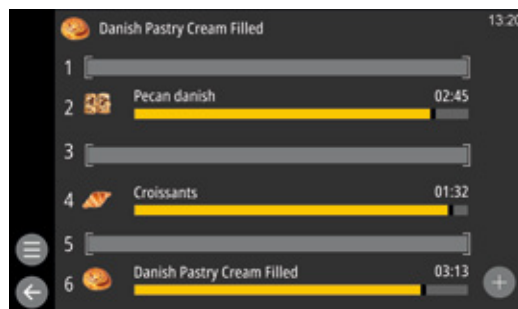 Danish Pastry Cream Filled
13:20
1
2 Pecan danish 02:45
3
4 Croissants 01:32
5
6 Danish Pastry Cream Filled 03:13